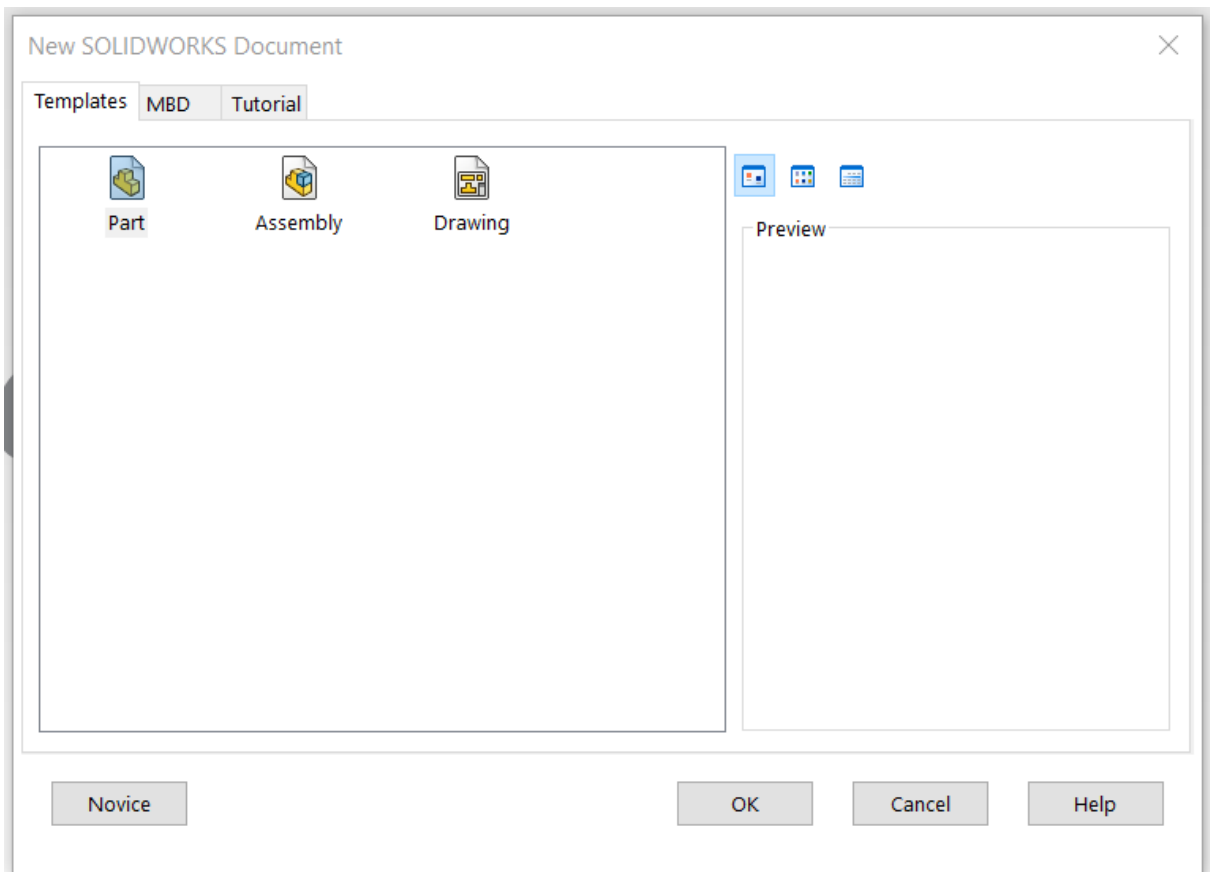 New SOLIDWORKS Document
Templates MBD Tutorial
Part Assembly Drawing
Preview
Novice OK Cancel Help